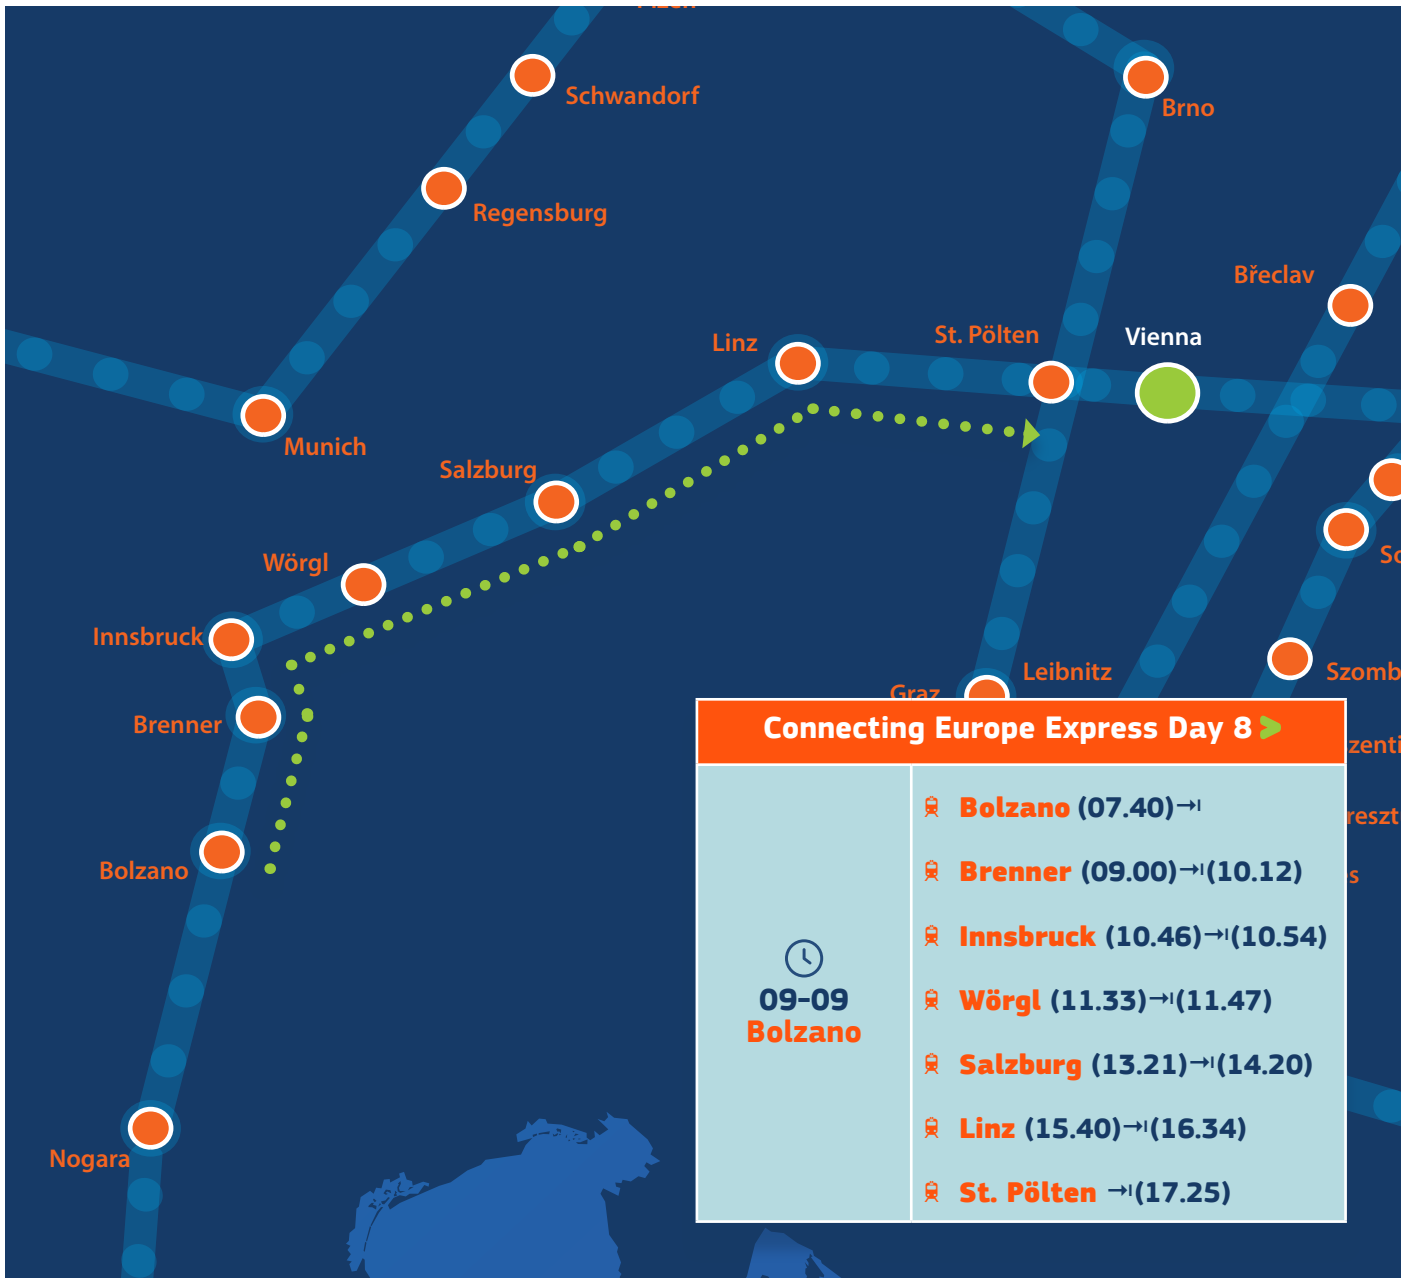 Schwandorf
Brno
Regensburg
Břeclav
Linz
St. Pölten
Vienna
Munich
Salzburg
Wörgl
Innsbruck
Leibnitz
Graz
Brenner
Bolzano
Nogara
Connecting Europe Express Day 8 >
09-09
Bolzano
Bolzano (07.40)→I
Brenner (09.00)→I(10.12)
Innsbruck (10.46)→I(10.54)
Wörgl (11.33)→I(11.47)
Salzburg (13.21)→I(14.20)
Linz (15.40)→I(16.34)
St. Pölten →I(17.25)